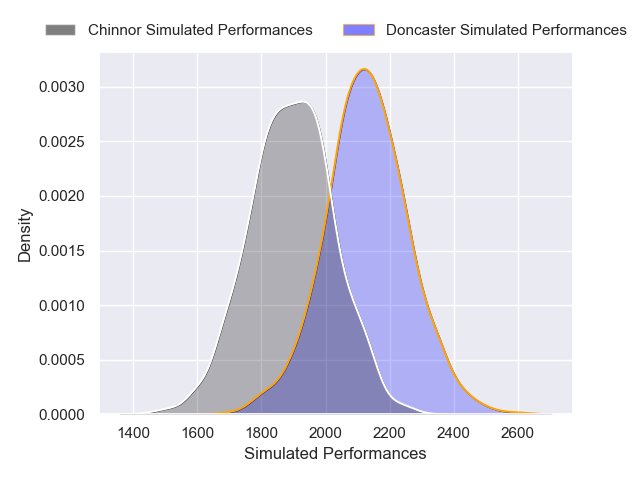 Chinnor Simulated Performances Doncaster Simulated Performances
0.0030
0.0025
0.0020
0.0015
0.0010
0.0005
0.0000
Density
1400 1600 1800 2000 2200 2400 2600
Simulated Performances